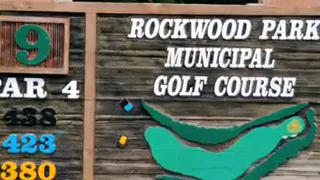 9
PAR 4
438
423
380
ROCKWOOD PARK
MUNICIPAL
GOLF COURSE